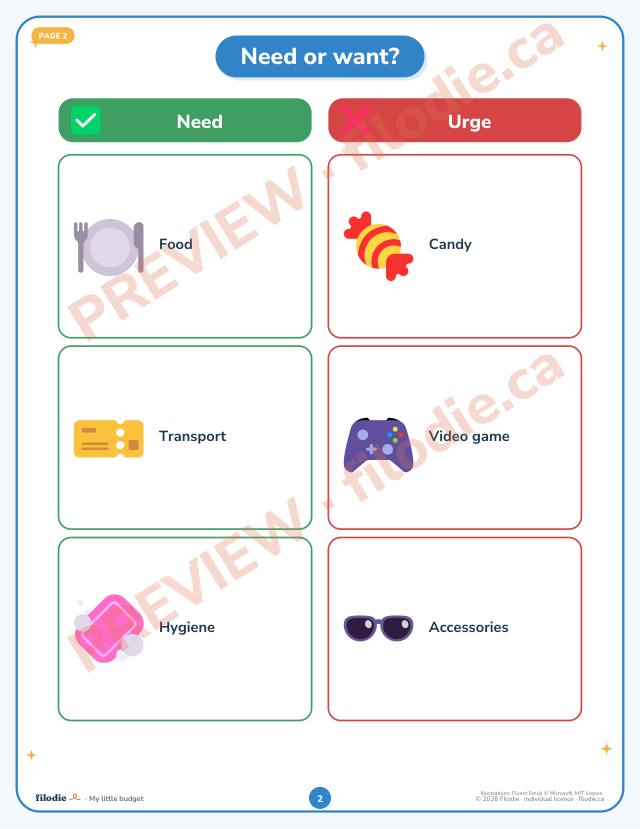 PAGE 2
Need or want?
Need
Urge
Food
Candy
Transport
Video game
Hygiene
Accessories
PREVIEW · filodie.ca
PREVIEW · filodie.ca
filodie · My little budget
2
Illustrations: Fluent Emoji © Microsoft, MIT licence
© 2026 Filodie · Individual licence · filodie.ca